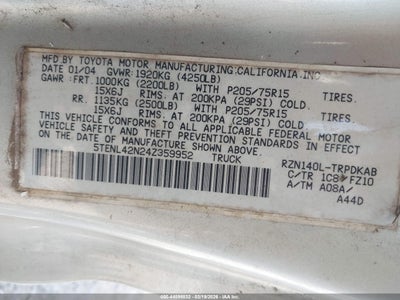 MFD. BY: TOYOTA MOTOR MANUFACTURING CALIFORNIA INC.
DATE: 01/04 GVWR: 1920KG (4250LB)
GAWR: FRT. 1000KG (2200LB) WITH P205/75R15 TIRES.
15X6J RIMS. AT 200KPA (29PSI) COLD.
RR. 1135KG (2500LB) WITH P205/75R15 TIRES
15X6J RIMS. AT 200KPA (29PSI) COLD.
THIS VEHICLE CONFORMS TO ALL APPLICABLE FEDERAL MOTOR
VEHICLE SAFETY STANDARDS IN EFFECT ON THE DATE OF
MANUFACTURE SHOWN ABOVE.
5TENL42N24Z359952 TRUCK
RZN140L-TRPDKAB
C/TR 1C8 FZ10
A/TM A08A/
A44D